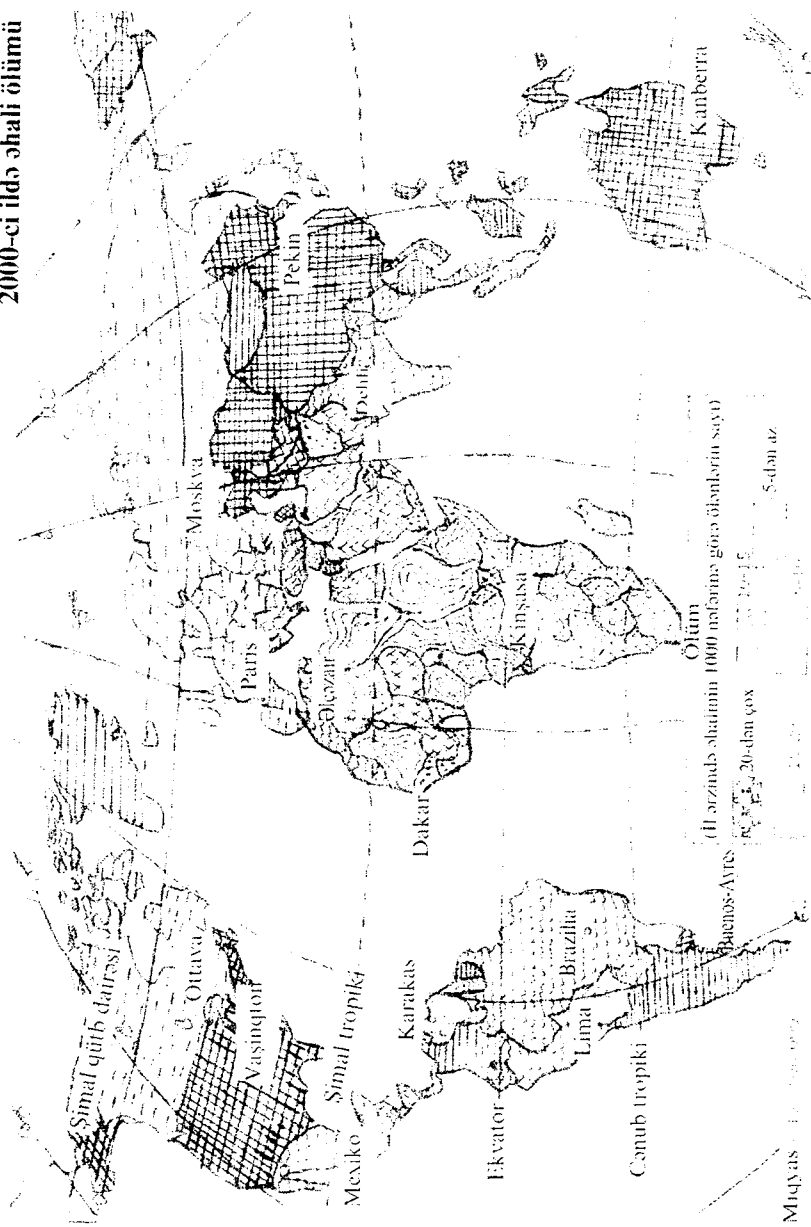 2000-ci ildə əhali ölümü
Şimal qütb dairəsi
Ottava
Vaşinqton
Şimal tropiki
Mexiko
Karakas
Ekvator
Lima
Brazilia
Cənub tropiki
Buenos-Ayres
Moskva
Paris
Əlcəzair
Dakar
Kinşasa
Pekin
Dehli
Kanberra
Ölüm
(İl ərzində əhalinin 1000 nəfərinə görə ölənlərin sayı)
20-dən çox
5-dən az
Miqyas